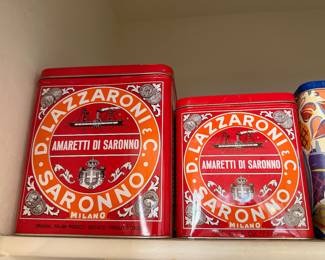 D. LAZZARONI & C.
AMARETTI DI SARONNO
SARONNO
MILANO
D. LAZZARONI & C.
AMARETTI DI SARONNO
SARONNO
MILANO